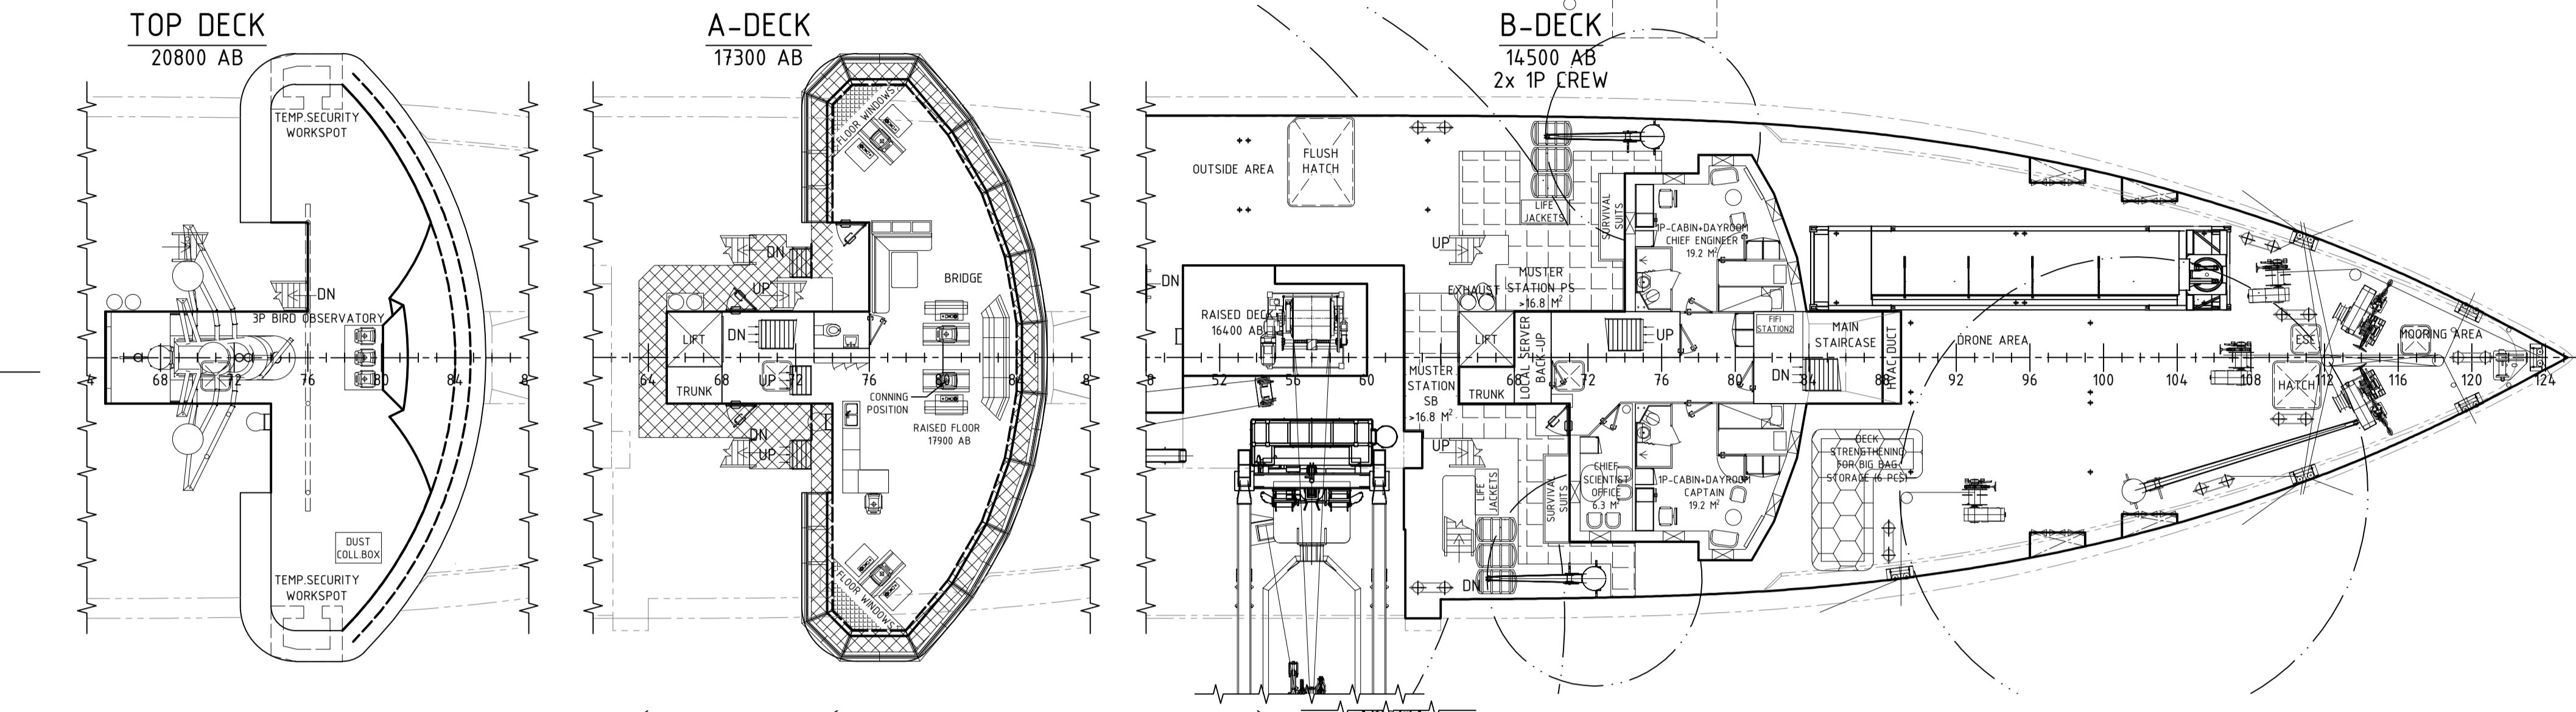 TOP DECK
20800 AB
TEMP.SECURITY
WORKSPOT
DN
3P BIRD OBSERVATORY
68
72
76
80
84
DUST
COLL.BOX
TEMP.SECURITY
WORKSPOT
A-DECK
17300 AB
FLOOR WINDOWS
DN
BRIDGE
UP
DN
LIFT
64
68
UP
72
76
80
84
TRUNK
CONNING
POSITION
RAISED FLOOR
17900 AB
DN
UP
FLOOR WINDOWS
B-DECK
14500 AB
2x 1P CREW
OUTSIDE AREA
FLUSH
HATCH
LIFE
JACKETS
SURVIVAL
SUITS
1P-CABIN+DAYROOM
CHIEF ENGINEER
19.2 M²
UP
DN
MUSTER
STATION PS
>16.8 M²
EXHAUST
RAISED DECK
16400 AB
LIFT
LOCAL SERVER
BACK-UP
UP
FIFI
STATION2
MAIN
STAIRCASE
HVAC DUCT
DRONE AREA
ESE
MOORING AREA
52
56
60
MUSTER
STATION
SB
>16.8 M²
TRUNK
68
72
76
80
DN
84
88
92
96
100
104
108
HATCH
112
116
120
124
UP
LIFE
JACKETS
SURVIVAL
SUITS
CHIEF
SCIENTIST
OFFICE
6.3 M²
1P-CABIN+DAYROOM
CAPTAIN
19.2 M²
DECK
STRENGTHENING
FOR BIG BAG
STORAGE (6 PCS)
DN